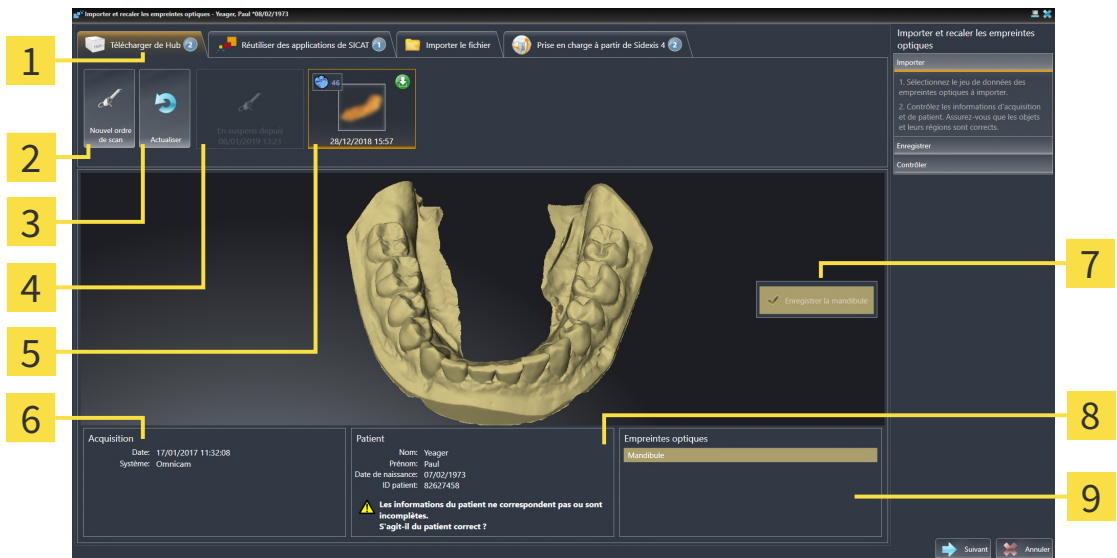 Importer et recaler les empreintes optiques - Yeager, Paul *08/02/1973
Télécharger de Hub 2
Réutiliser des applications de SICAT 1
Importer le fichier
Prise en charge à partir de Sidexis 4 2
Nouvel ordre
de scan
Actualiser
En suspens depuis
08/01/2019 13:21
46
28/12/2018 15:57
Importer et recaler les empreintes
optiques
Importer
1. Sélectionnez le jeu de données des
empreintes optiques à importer.
2. Contrôlez les informations d'acquisition
et de patient. Assurez-vous que les objets
et leurs régions sont corrects.
Enregistrer
Contrôler
Enregistrer la mandibule
Acquisition
Date: 17/01/2017 11:32:08
Système: Omnicam
Patient
Nom: Yeager
Prénom: Paul
Date de naissance: 07/02/1973
ID patient: 82627458
Les informations du patient ne correspondent pas ou sont
incomplètes.
S'agit-il du patient correct ?
Empreintes optiques
Mandibule
Suivant
Annuler
1
2
3
4
5
6
7
8
9